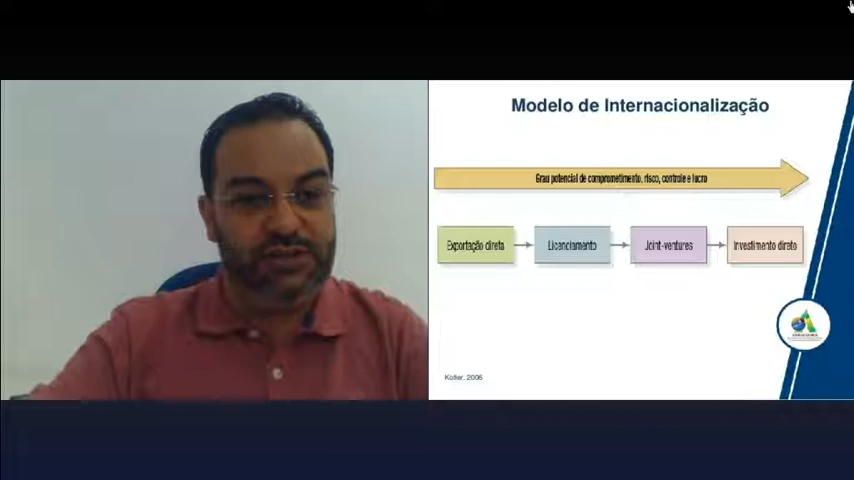 Modelo de Internacionalização
Grau potencial de comprometimento, risco, controle e lucro
Exportação direta
Licenciamento
Joint-ventures
Investimento direto
Kotler, 2006